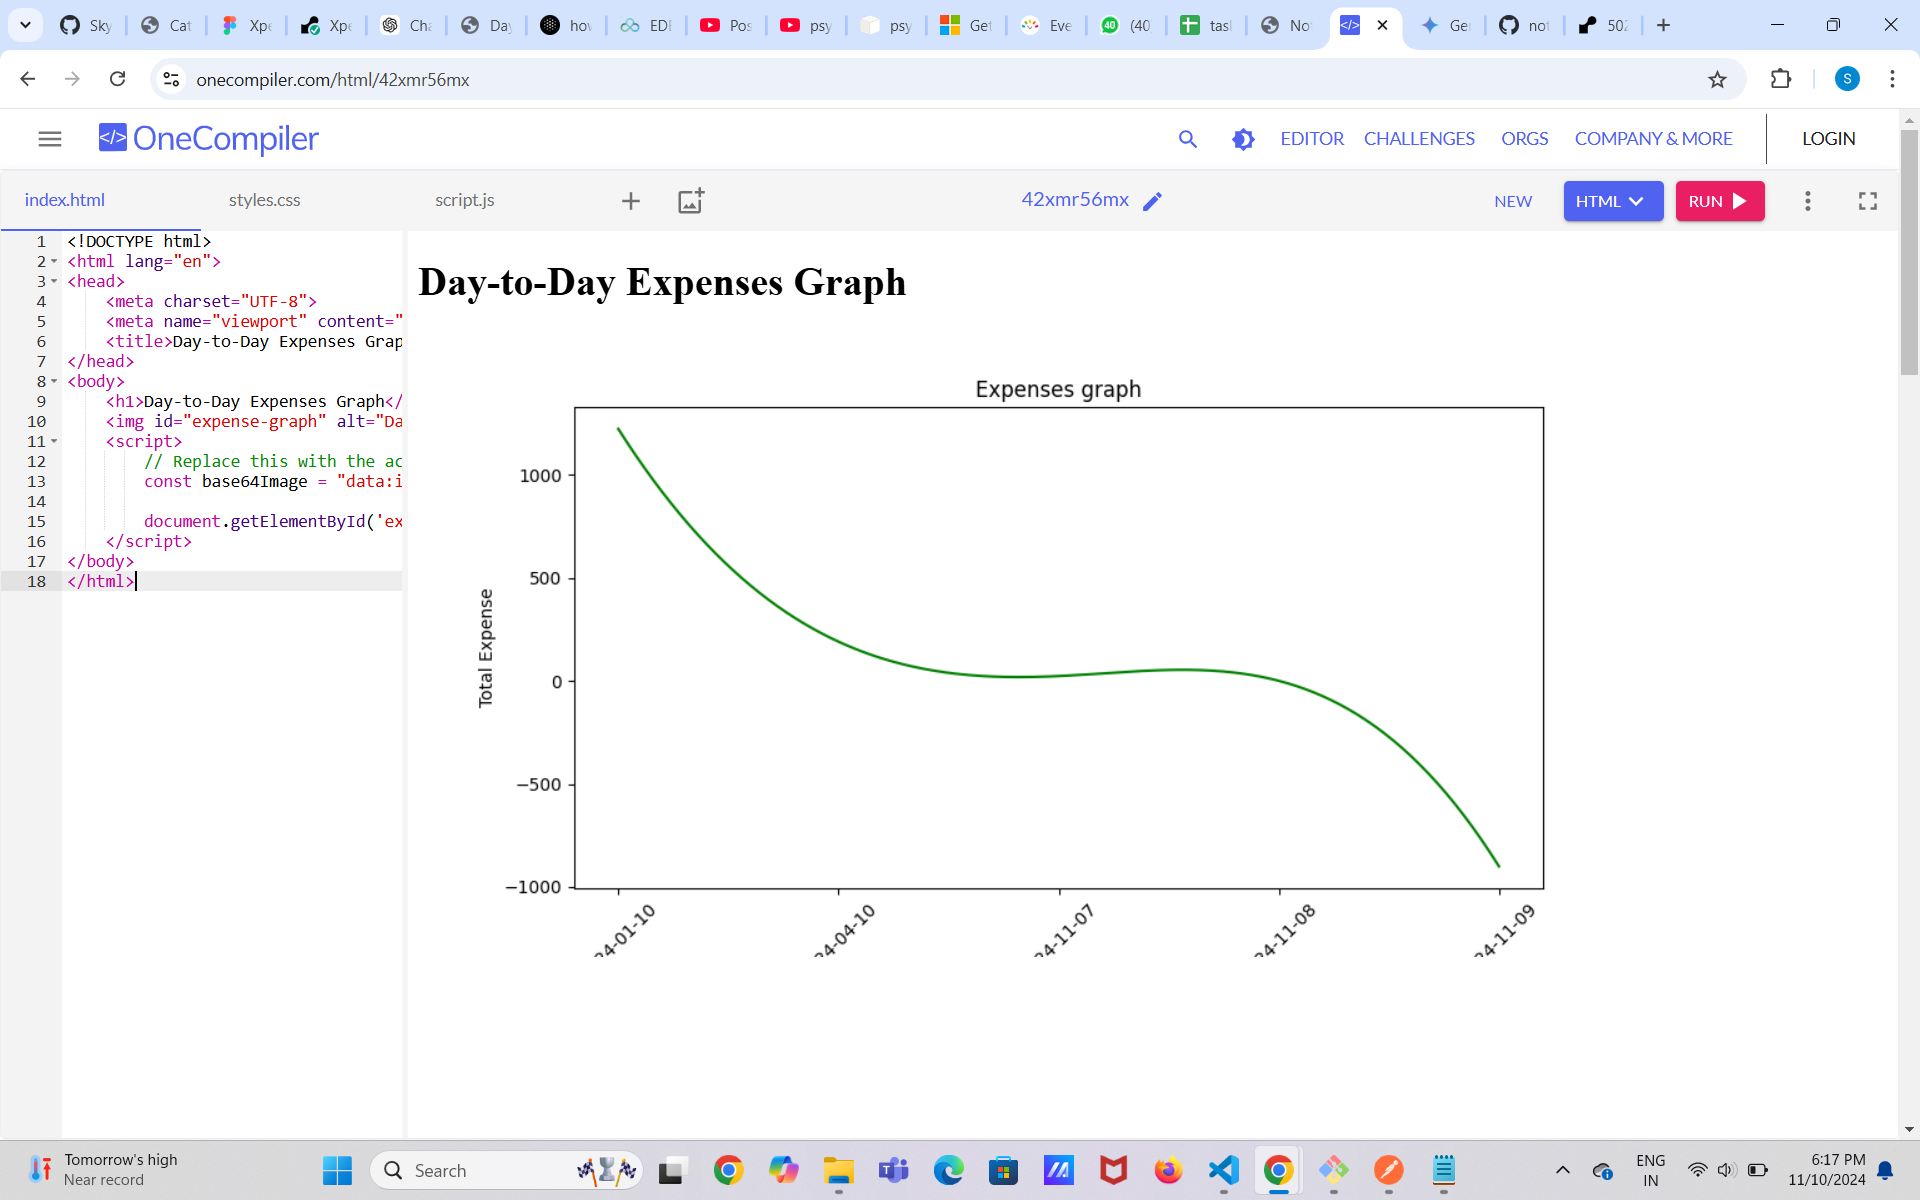 Sky
Cat
Xpe
Xpe
Cha
Day
hov
EDI
Pos
psy
psy
Get
Eve
(40
tasl
No
Ge
not
502
onecompiler.com/html/42xmr56mx
S
</> OneCompiler
EDITOR
CHALLENGES
ORGS
COMPANY & MORE
LOGIN
index.html
styles.css
script.js
42xmr56mx
NEW
HTML
RUN
1 <!DOCTYPE html>
2 <html lang="en">
3 <head>
4 <meta charset="UTF-8">
5 <meta name="viewport" content="
6 <title>Day-to-Day Expenses Grap
7 </head>
8 <body>
9 <h1>Day-to-Day Expenses Graph</
10 <img id="expense-graph" alt="Da
11 <script>
12 // Replace this with the ac
13 const base64Image = "data:i
14
15 document.getElementById('ex
16 </script>
17 </body>
18 </html>
Day-to-Day Expenses Graph
Expenses graph
1000
500
0
−500
−1000
Total Expense
24-01-10
24-04-10
24-11-07
24-11-08
24-11-09
Tomorrow's high
Near record
Search
ENG
IN
6:17 PM
11/10/2024